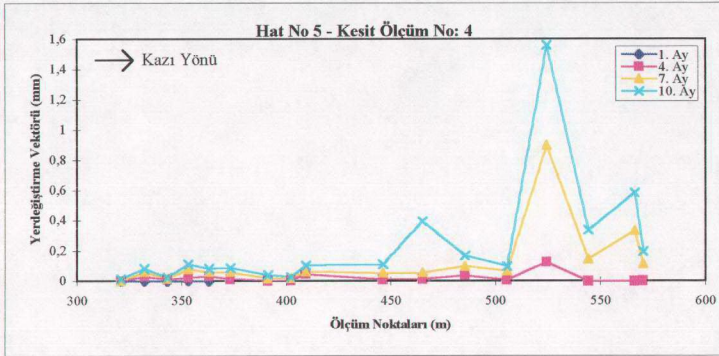 Hat No 5 - Kesit Ölçüm No: 4
Yerdeğiştirme Vektörü (mm)
1,6
1,4
1,2
1
0,8
0,6
0,4
0,2
0
Kazı Yönü
1. Ay
4. Ay
7. Ay
10. Ay
300
350
400
450
500
550
600
Ölçüm Noktaları (m)